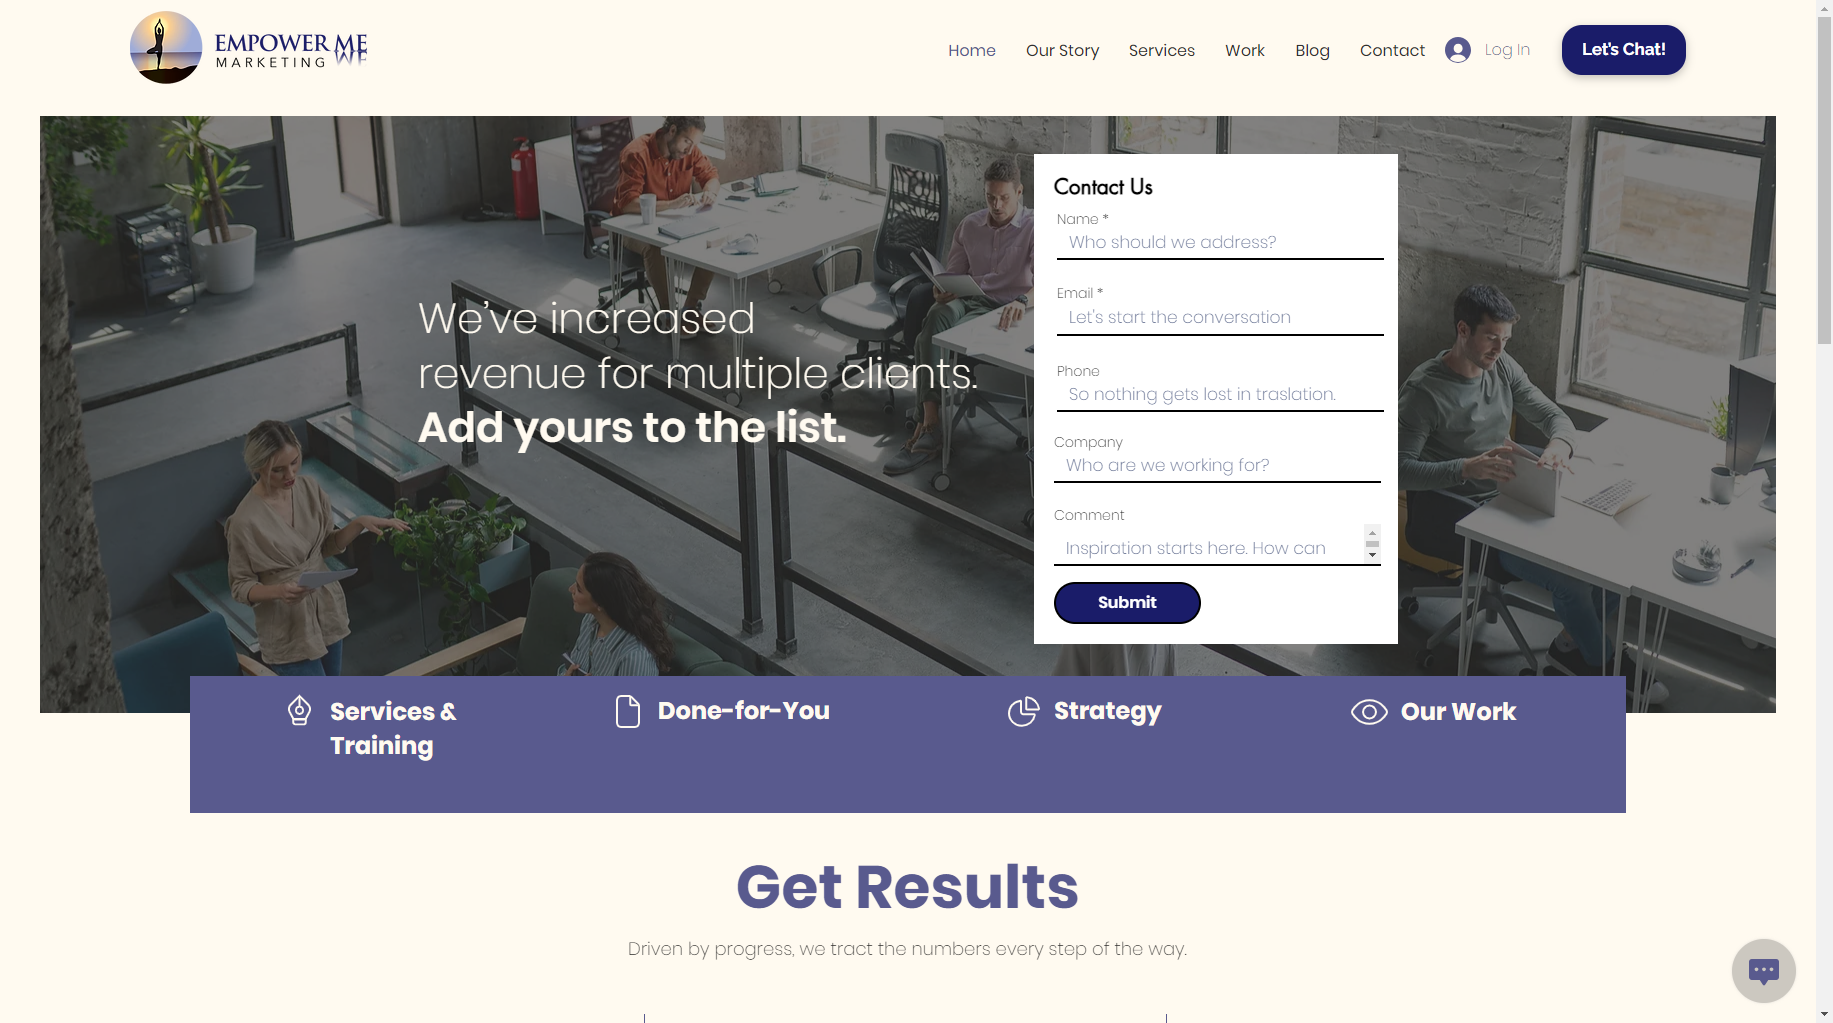 EMPOWER ME
WE
MARKETING
Home
Our Story
Services
Work
Blog
Contact
Log In
Let's Chat!
We've increased
revenue for multiple clients.
Add yours to the list.
Contact Us
Name *
Who should we address?
Email *
Let's start the conversation
Phone
So nothing gets lost in traslation.
Company
Who are we working for?
Comment
Inspiration starts here. How can
Submit
Services &
Training
Done-for-You
Strategy
Our Work
Get Results
Driven by progress, we tract the numbers every step of the way.